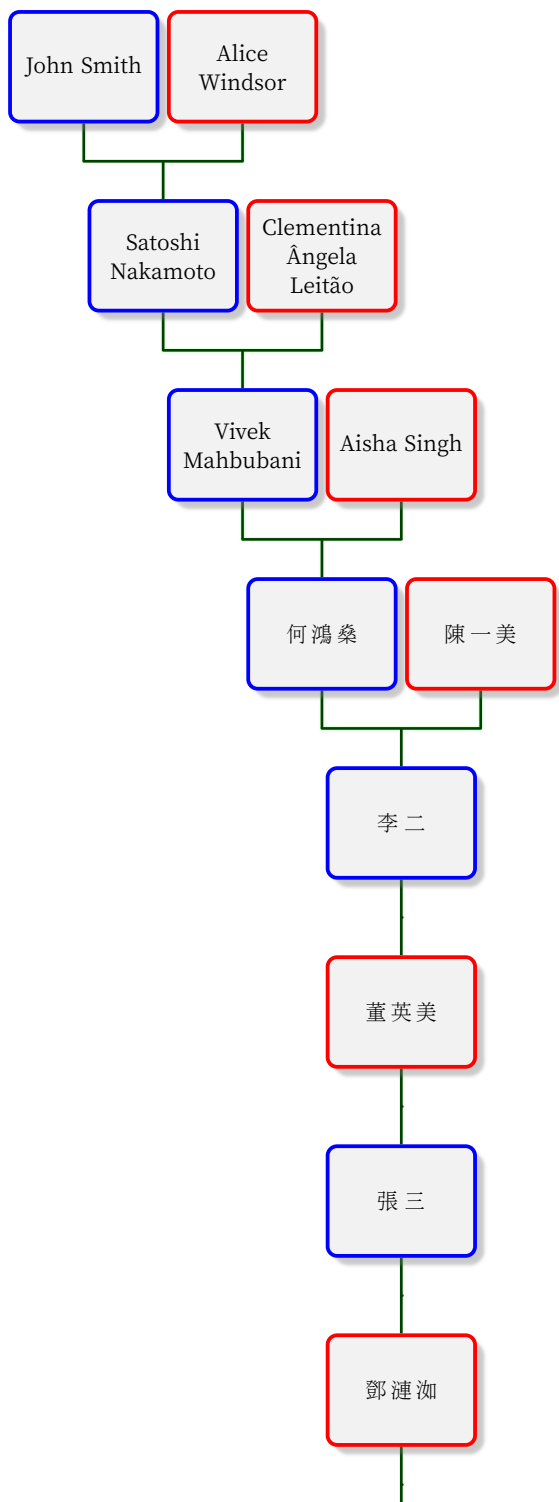 John Smith
Alice
Windsor
Satoshi
Nakamoto
Clementina
Ângela
Leitão
Vivek
Mahbubani
Aisha Singh
何鴻燊
陳一美
李二
董英美
張三
鄧漣洳